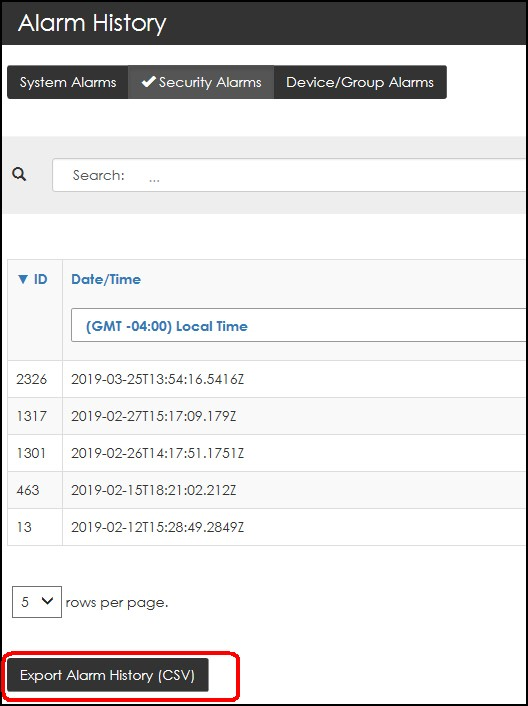 Alarm History
System Alarms ✔Security Alarms Device/Group Alarms
Search: ...
▼ ID Date/Time
(GMT -04:00) Local Time
2326 2019-03-25T13:54:16.5416Z
1317 2019-02-27T15:17:09.179Z
1301 2019-02-26T14:17:51.1751Z
463 2019-02-15T18:21:02.212Z
13 2019-02-12T15:28:49.2849Z
5 rows per page.
Export Alarm History (CSV)